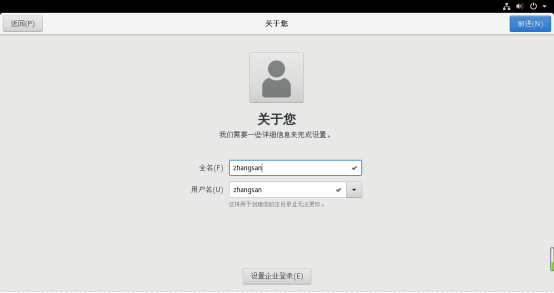 返回(P)
关于您
前进(N)
关于您
我们需要一些详细信息来完成设置。
全名(F)
zhangsan
用户名(U)
zhangsan
这将用于创建您的主目录且无法更改。
设置企业登录(E)